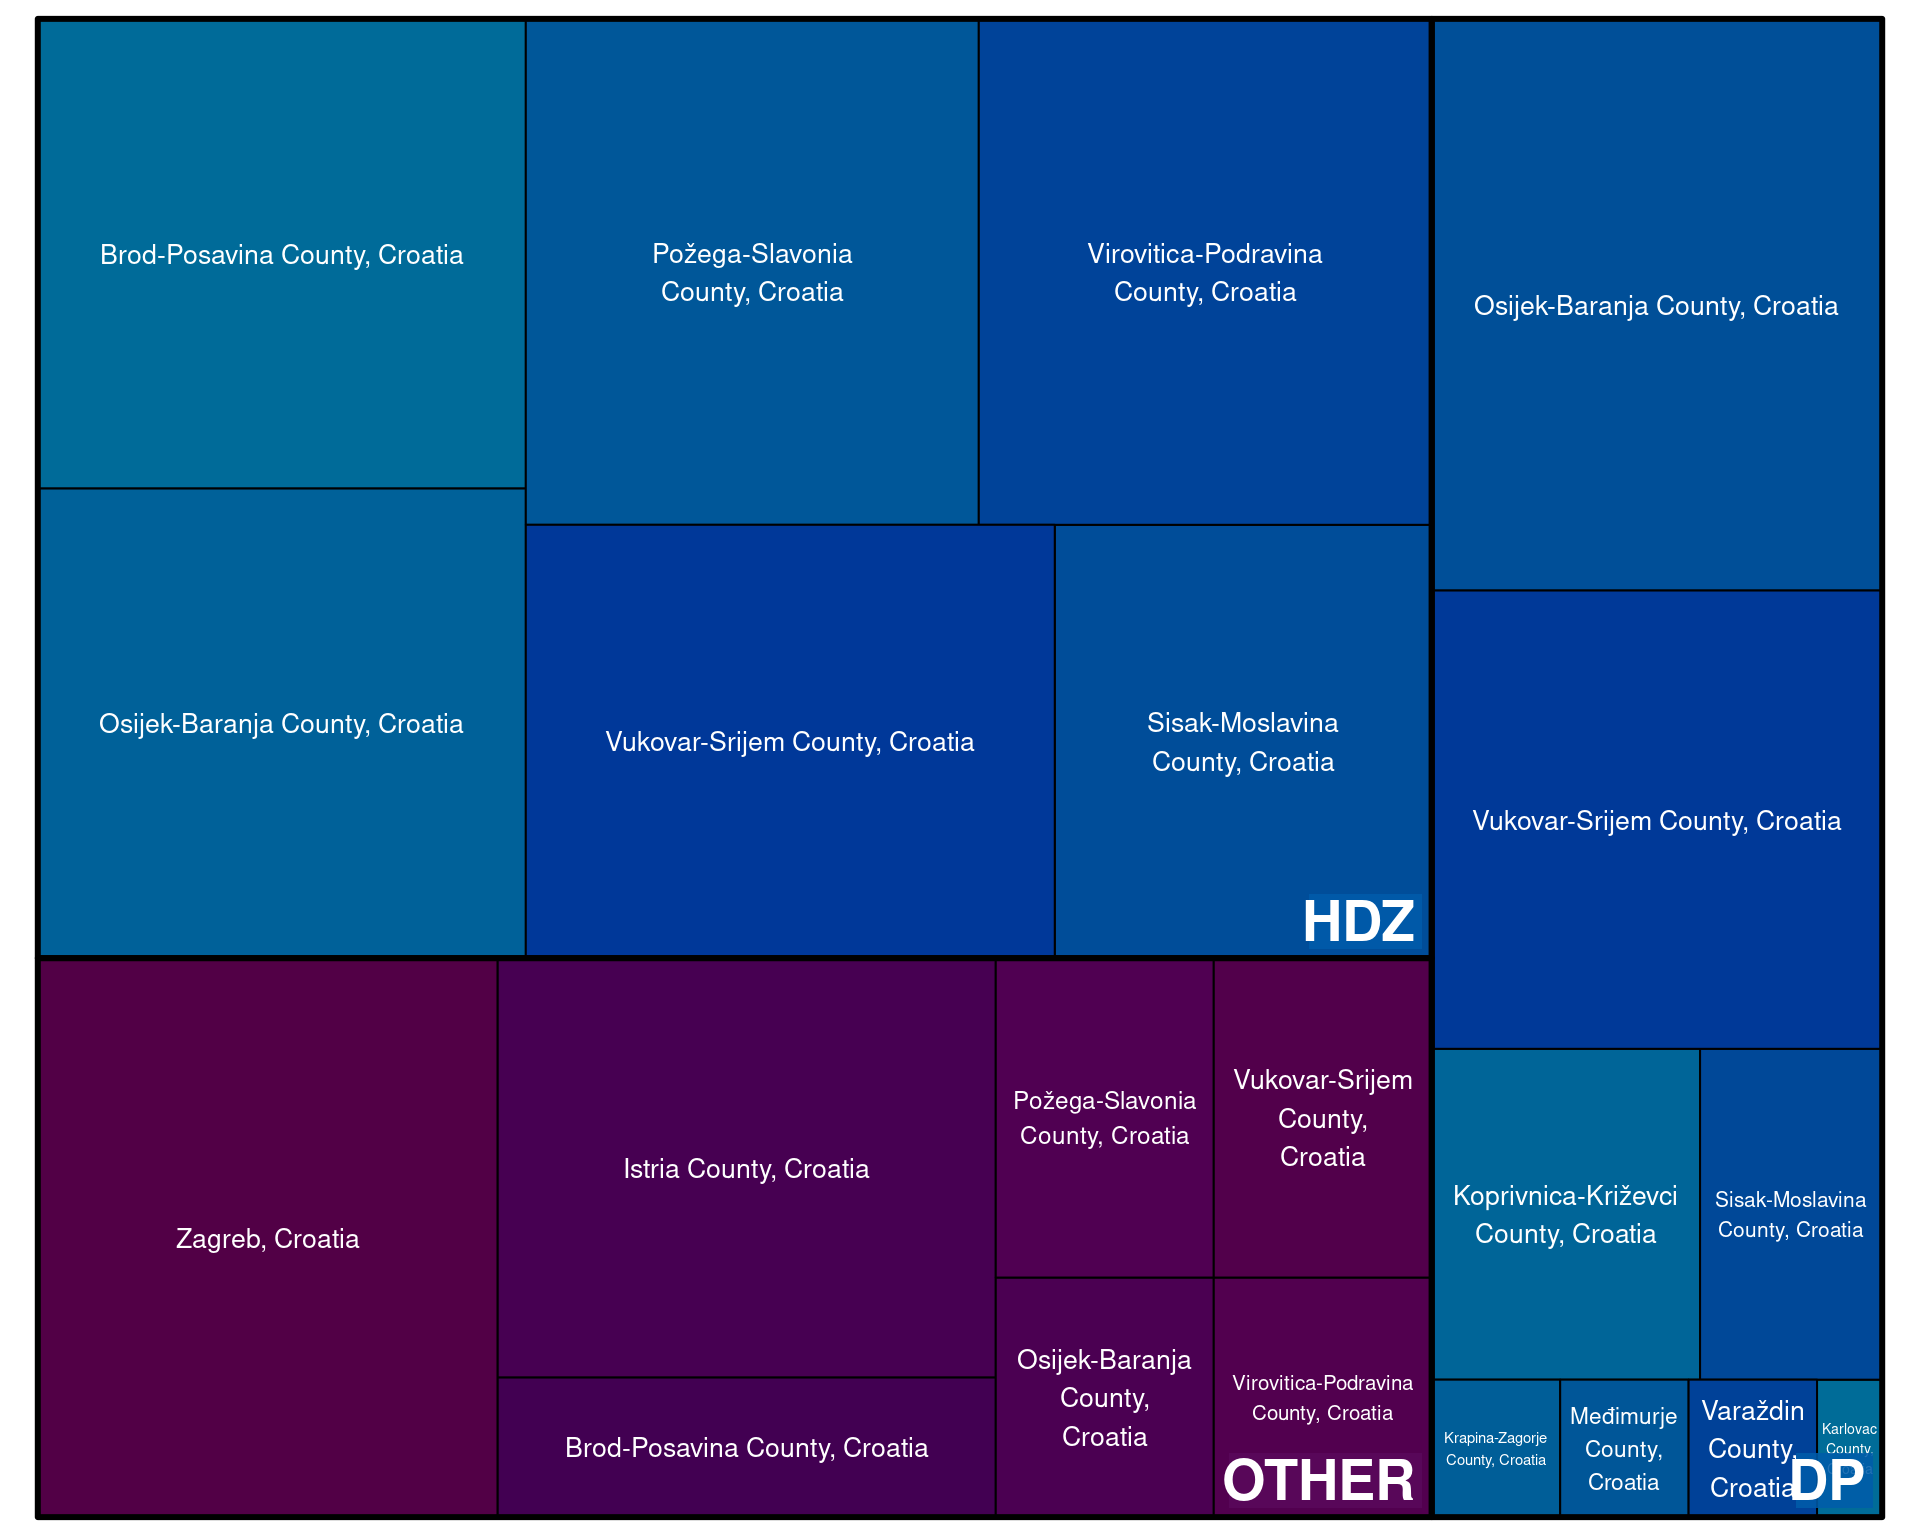 Brod-Posavina County, Croatia
Požega-Slavonia
County, Croatia
Virovitica-Podravina
County, Croatia
Osijek-Baranja County, Croatia
Vukovar-Srijem County, Croatia
Sisak-Moslavina
County, Croatia
HDZ
Zagreb, Croatia
Istria County, Croatia
Brod-Posavina County, Croatia
Požega-Slavonia
County, Croatia
Vukovar-Srijem
County,
Croatia
Osijek-Baranja
County,
Croatia
Virovitica-Podravina
County, Croatia
OTHER
Osijek-Baranja County, Croatia
Vukovar-Srijem County, Croatia
Koprivnica-Križevci
County, Croatia
Sisak-Moslavina
County, Croatia
Krapina-Zagorje
County, Croatia
Međimurje
County,
Croatia
Varaždin
County,
Croatia
Karlovac
County,
DP